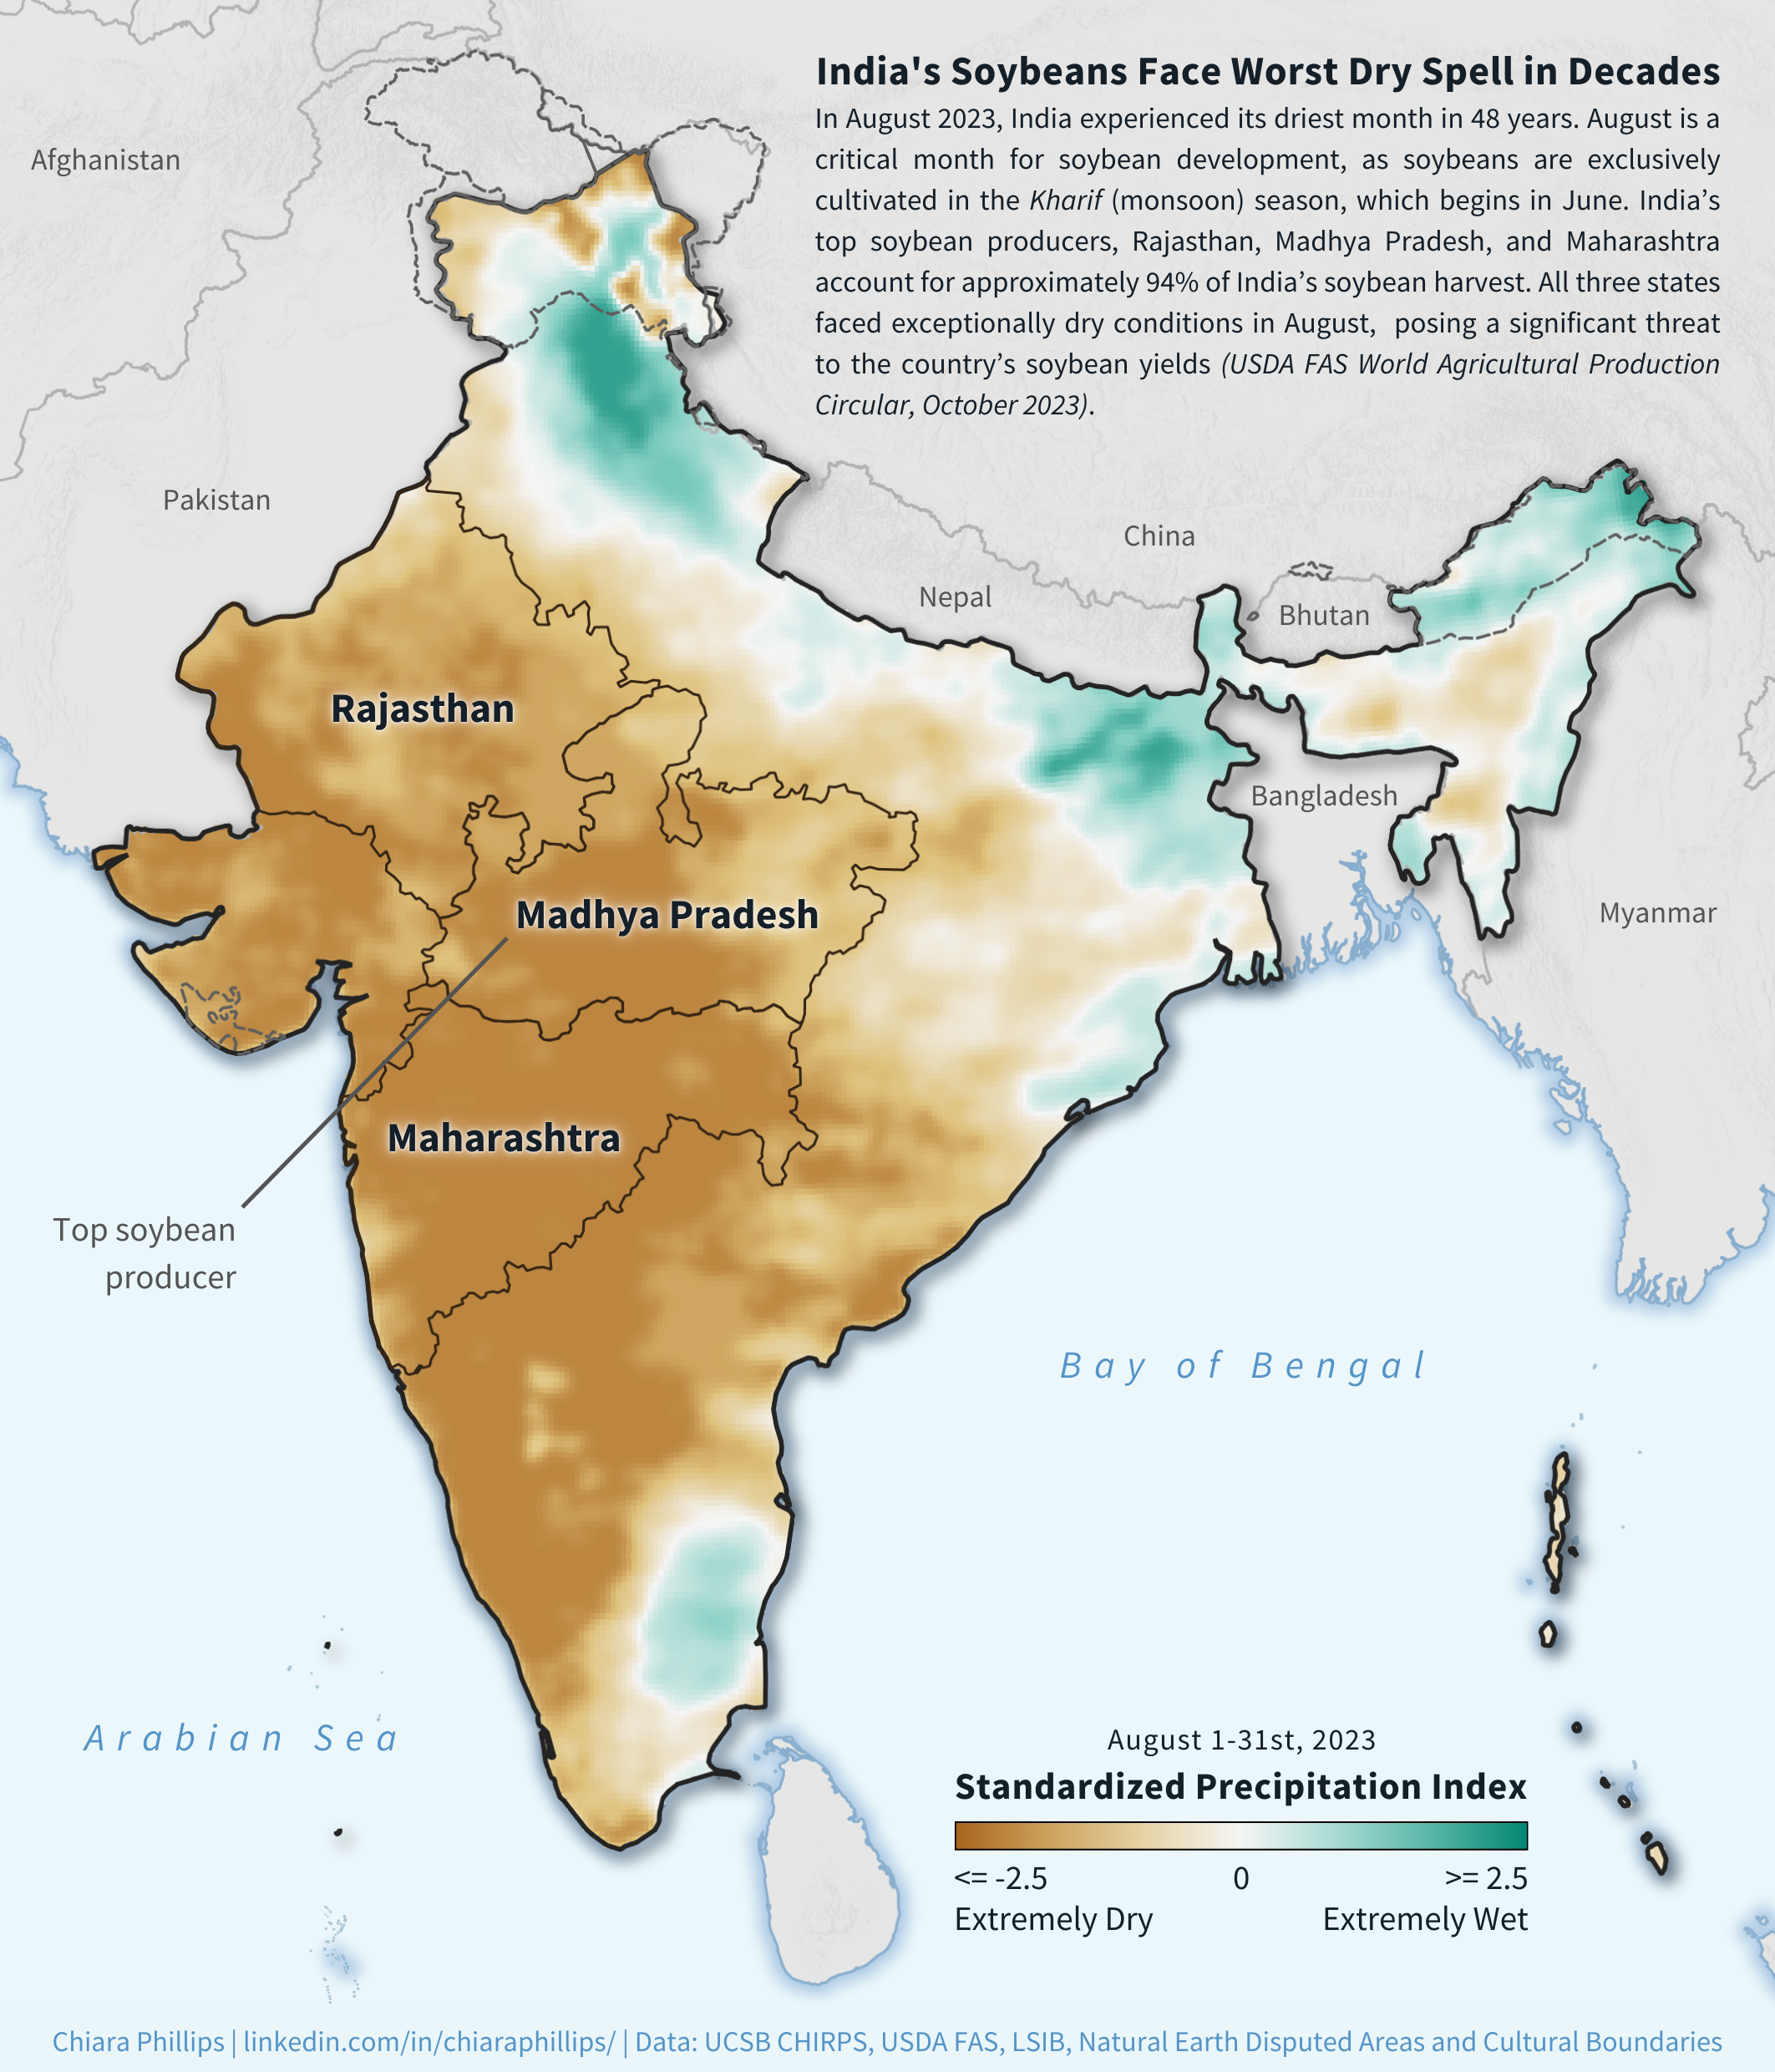 India's Soybeans Face Worst Dry Spell in Decades
In August 2023, India experienced its driest month in 48 years. August is a
critical month for soybean development, as soybeans are exclusively
cultivated in the Kharif (monsoon) season, which begins in June. India’s
top soybean producers, Rajasthan, Madhya Pradesh, and Maharashtra
account for approximately 94% of India’s soybean harvest. All three states
faced exceptionally dry conditions in August, posing a significant threat
to the country’s soybean yields (USDA FAS World Agricultural Production
Circular, October 2023).
Afghanistan
Pakistan
China
Nepal
Bhutan
Rajasthan
Bangladesh
Madhya Pradesh
Myanmar
Maharashtra
Top soybean
producer
Bay of Bengal
Arabian Sea
August 1-31st, 2023
Standardized Precipitation Index
<= -2.5 0 >= 2.5
Extremely Dry Extremely Wet
Chiara Phillips | linkedin.com/in/chiaraphillips/ | Data: UCSB CHIRPS, USDA FAS, LSIB, Natural Earth Disputed Areas and Cultural Boundaries